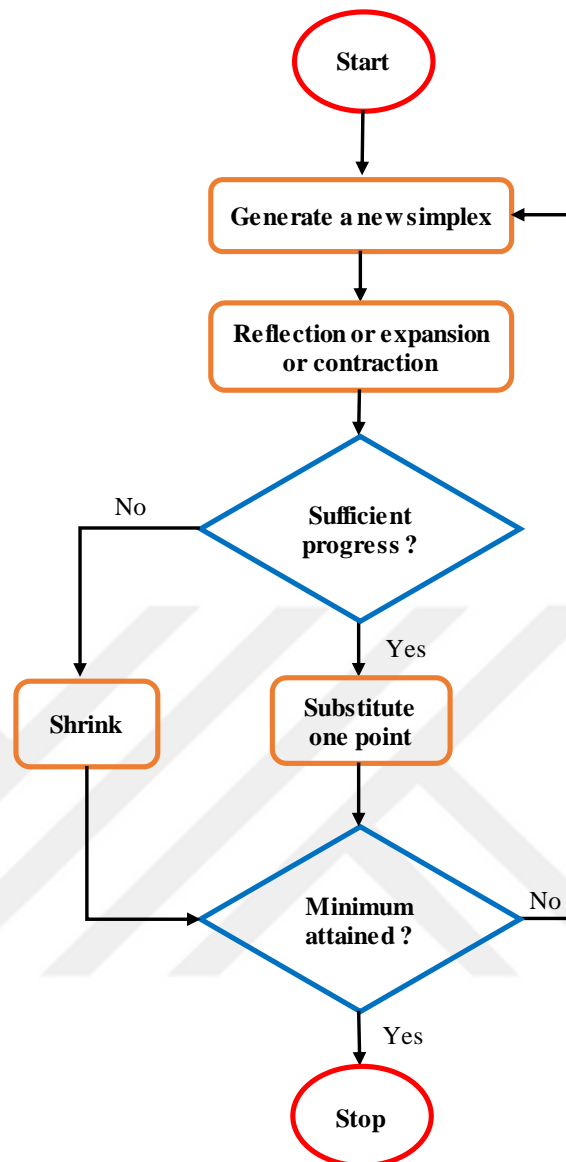 Start
Generate a new simplex
Reflection or expansion
or contraction
No
Sufficient
progress ?
Yes
Shrink
Substitute
one point
Minimum
attained ?
No
Yes
Stop